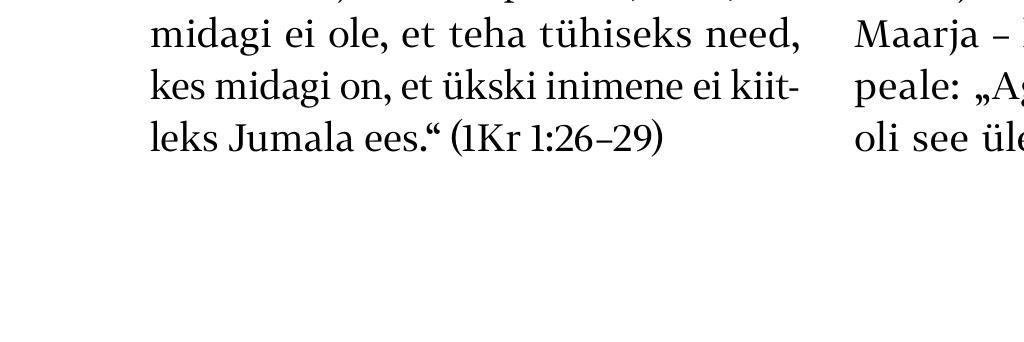 midagi ei ole, et teha tühiseks need,
kes midagi on, et ükski inimene ei kiit-
leks Jumala ees.“ (1Kr 1:26–29)
Maarja –
peale:
oli see